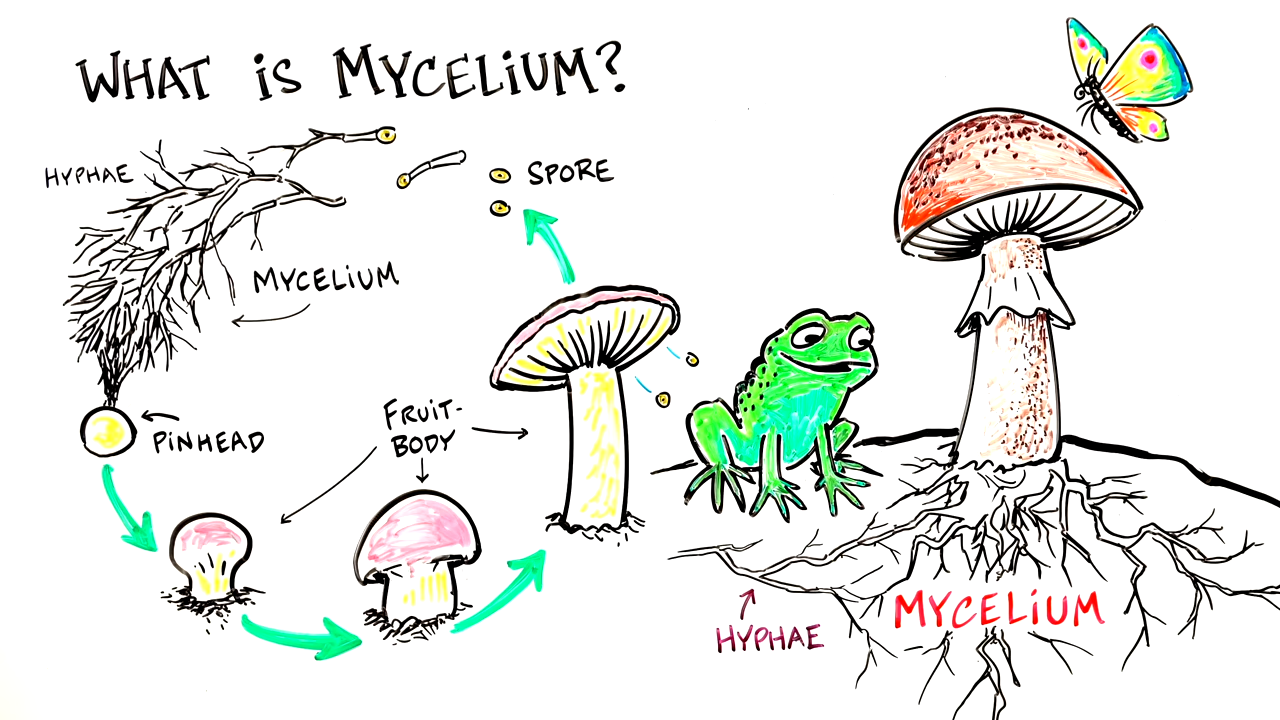 WHAT iS MYCELiUM?
HYPHAE
SPORE
MYCELiUM
PiNHEAD
FRUiT-
BODY
HYPHAE
MYCELiUM